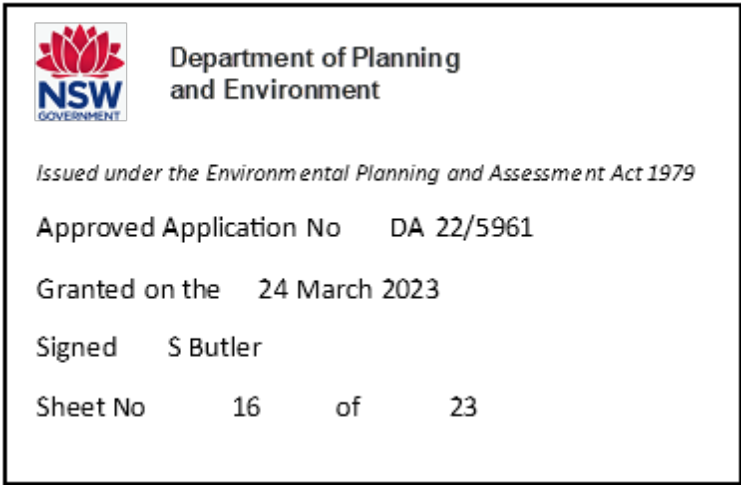 NSW
GOVERNMENT
Department of Planning
and Environment
Issued under the Environmental Planning and Assessment Act 1979
Approved Application No DA 22/5961
Granted on the 24 March 2023
Signed S Butler
Sheet No 16 of 23